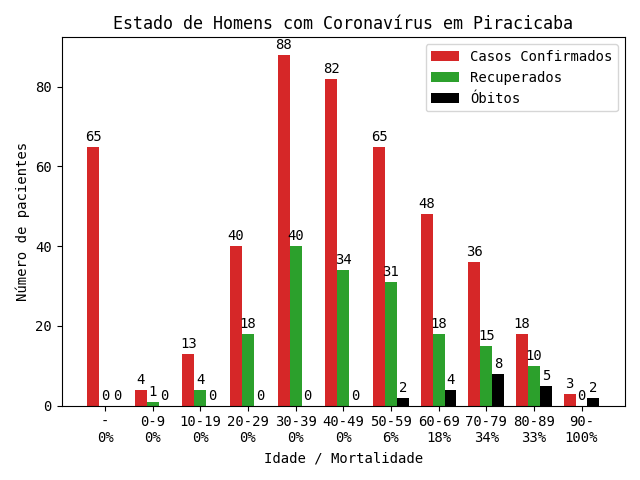 Estado de Homens com Coronavírus em Piracicaba
Casos Confirmados
Recuperados
Óbitos
Número de pacientes
80
60
40
20
0
65 0 0
4 1 0
13 4 0
40 18 0
88 40 0
82 34 0
65 31 2
48 18 4
36 15 8
18 10 5
3 0 2
- 0-9 10-19 20-29 30-39 40-49 50-59 60-69 70-79 80-89 90-
0% 0% 0% 0% 0% 0% 6% 18% 34% 33% 100%
Idade / Mortalidade